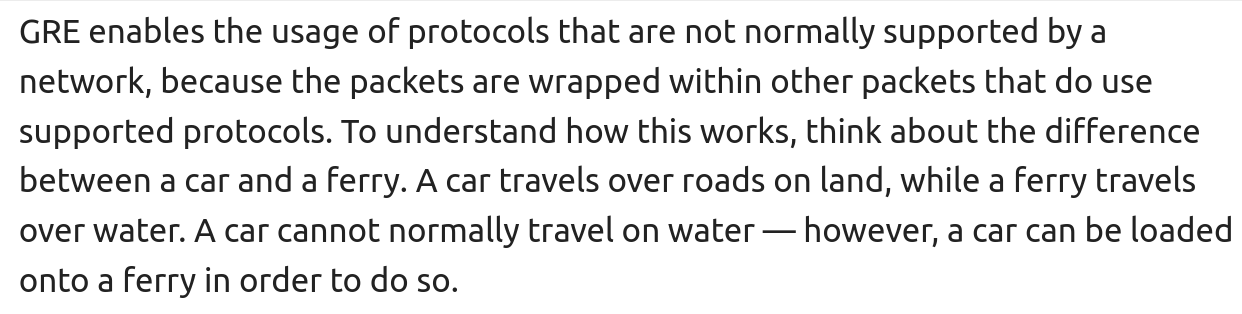 GRE enables the usage of protocols that are not normally supported by a
network, because the packets are wrapped within other packets that do use
supported protocols. To understand how this works, think about the difference
between a car and a ferry. A car travels over roads on land, while a ferry travels
over water. A car cannot normally travel on water — however, a car can be loaded
onto a ferry in order to do so.